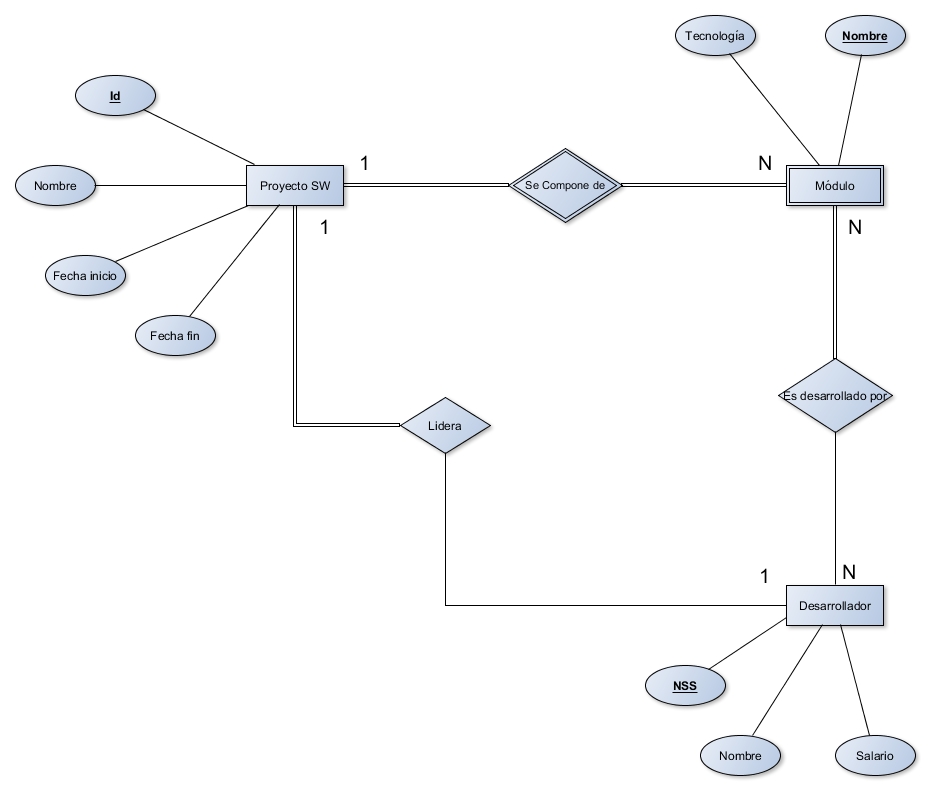 Tecnología
Nombre
Id
1
N
Nombre
Proyecto SW
Se Compone de
Módulo
1
N
Fecha inicio
Fecha fin
Es desarrollado por
Lidera
1
N
Desarrollador
NSS
Nombre
Salario